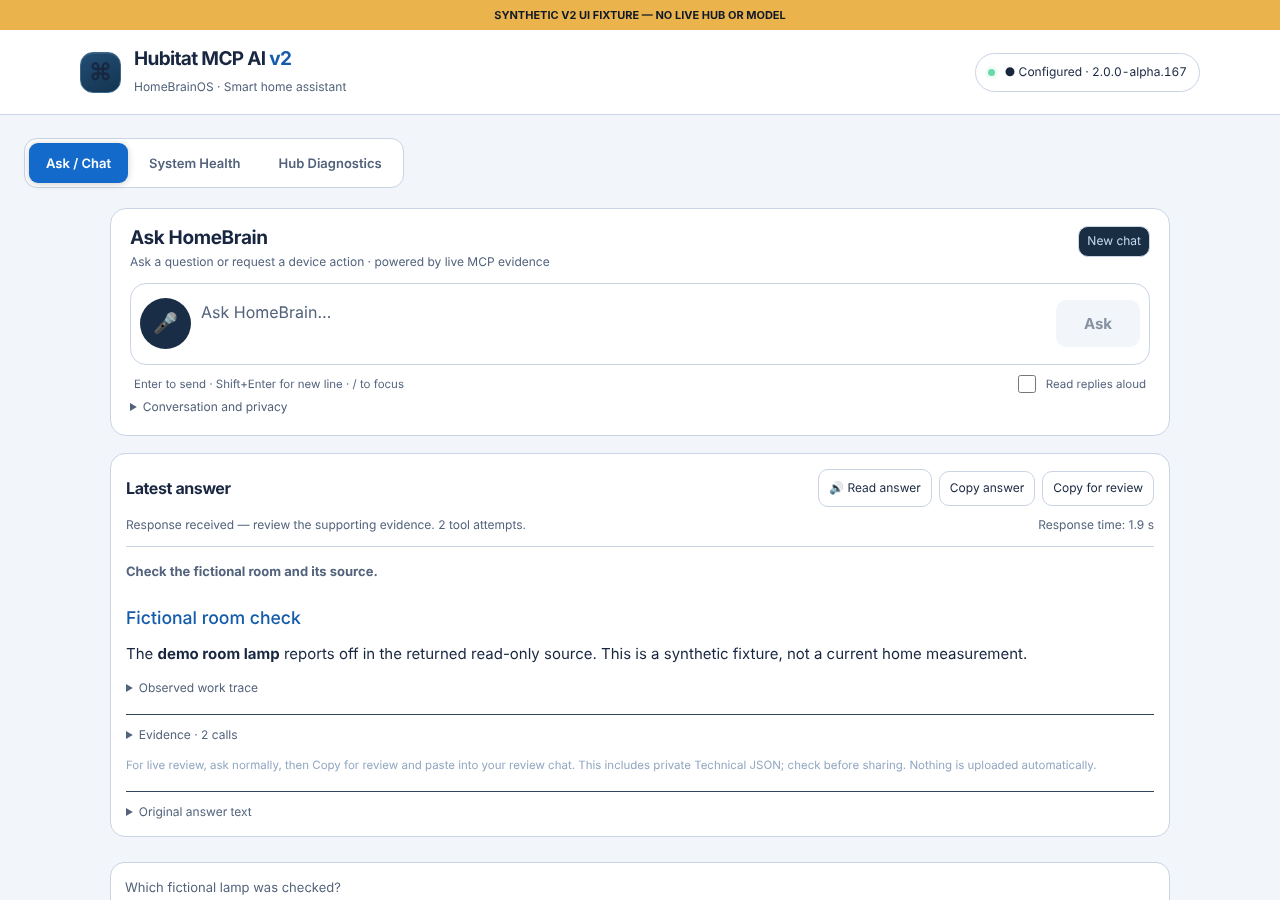 SYNTHETIC V2 UI FIXTURE — NO LIVE HUB OR MODEL
⌘
Hubitat MCP AI v2
HomeBrainOS · Smart home assistant
● Configured · 2.0.0-alpha.167
Ask / Chat
System Health
Hub Diagnostics
Ask HomeBrain
New chat
Ask a question or request a device action · powered by live MCP evidence
Ask HomeBrain...
Ask
Enter to send · Shift+Enter for new line · / to focus
Read replies aloud
Conversation and privacy
Latest answer
🔊 Read answer
Copy answer
Copy for review
Response received — review the supporting evidence. 2 tool attempts.
Response time: 1.9 s
Check the fictional room and its source.
Fictional room check
The demo room lamp reports off in the returned read-only source. This is a synthetic fixture, not a current home measurement.
Observed work trace
Evidence · 2 calls
For live review, ask normally, then Copy for review and paste into your review chat. This includes private Technical JSON; check before sharing. Nothing is uploaded automatically.
Original answer text
Which fictional lamp was checked?